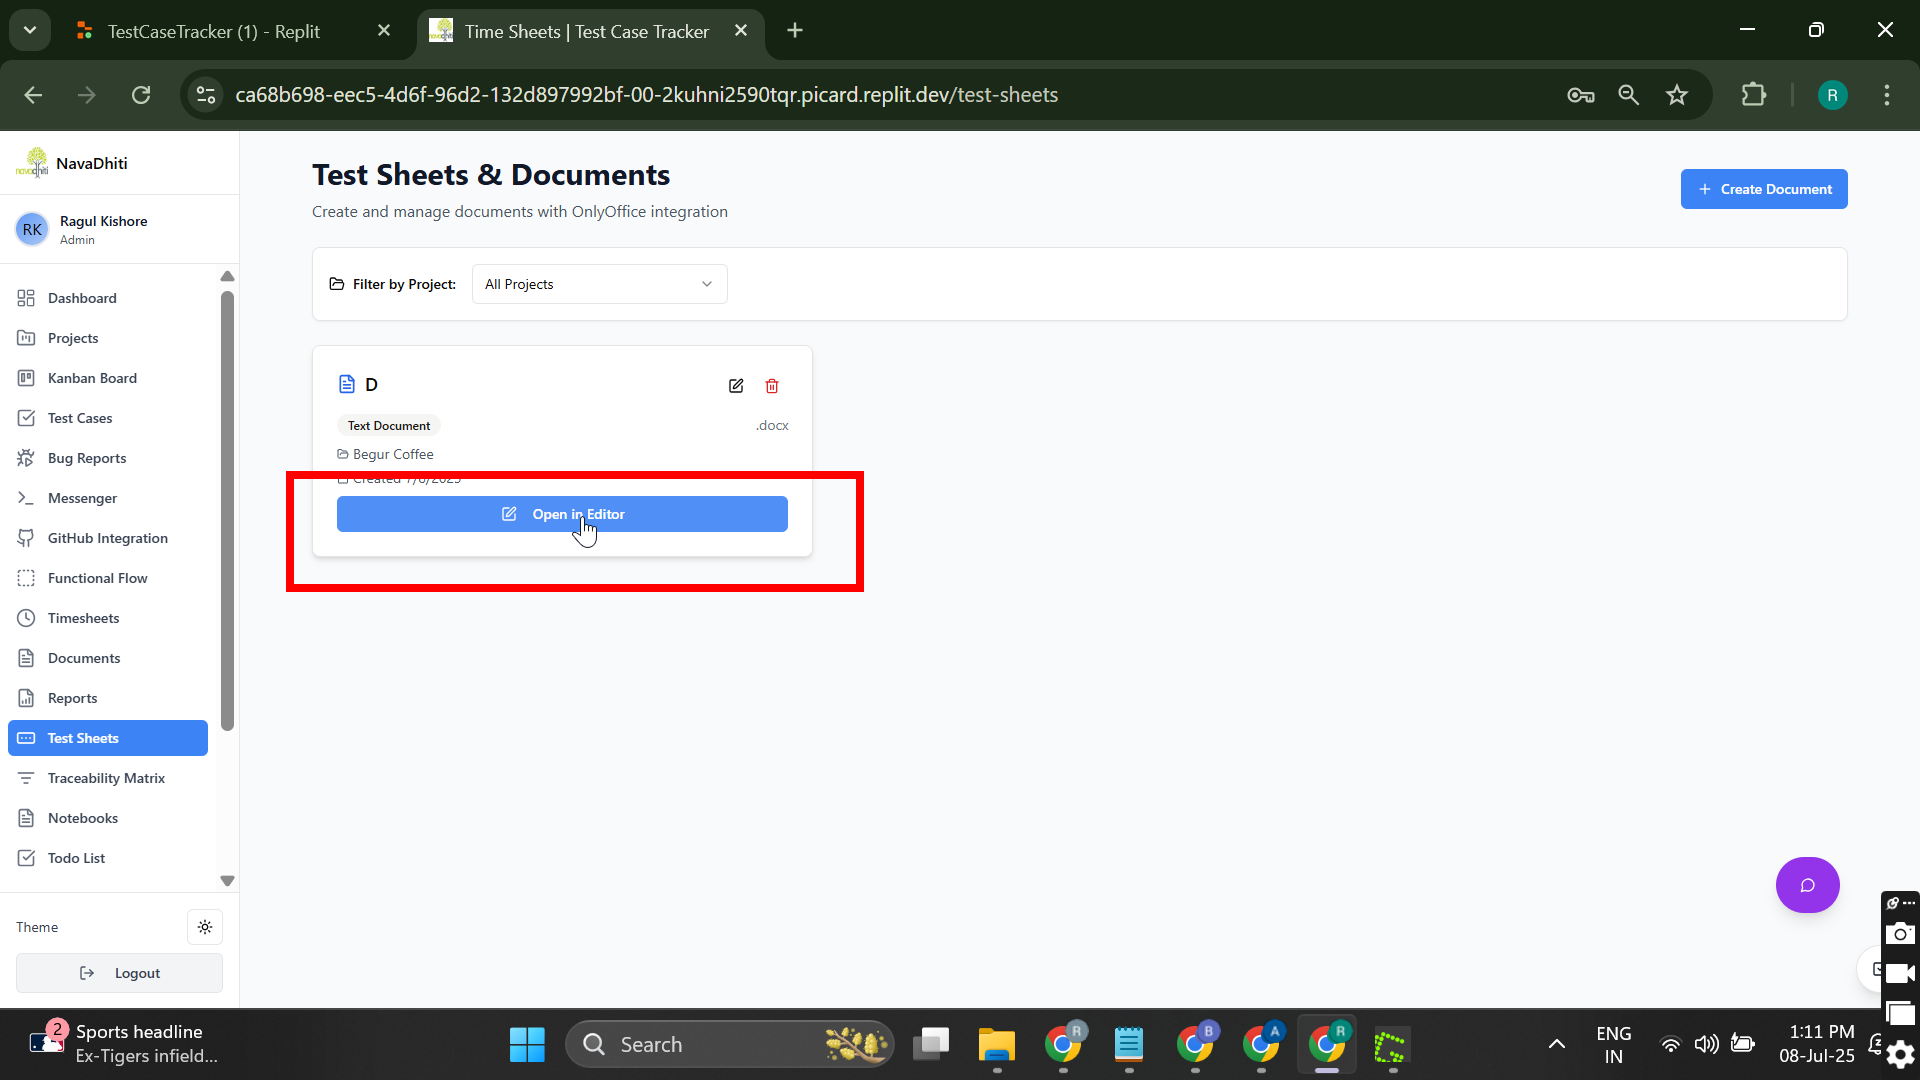 TestCaseTracker (1) - Replit
Time Sheets | Test Case Tracker
ca68b698-eec5-4d6f-96d2-132d897992bf-00-2kuhni2590tqr.picard.replit.dev/test-sheets
R
navadhiti
NavaDhiti
RK
Ragul Kishore
Admin
Dashboard
Projects
Kanban Board
Test Cases
Bug Reports
Messenger
GitHub Integration
Functional Flow
Timesheets
Documents
Reports
Test Sheets
Traceability Matrix
Notebooks
Todo List
Theme
Logout
Test Sheets & Documents
Create and manage documents with OnlyOffice integration
Create Document
Filter by Project:
All Projects
D
Text Document
.docx
Begur Coffee
Created 7/8/2025
Open in Editor
2
Sports headline
Ex-Tigers infield...
Search
R
B
A
R
ENG
IN
1:11 PM
08-Jul-25